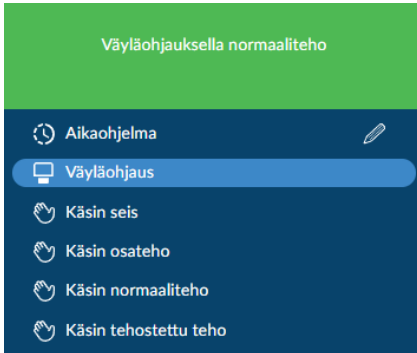 Väyläohjauksella normaaliteho
Aikaohjelma
Väyläohjaus
Käsin seis
Käsin osateho
Käsin normaaliteho
Käsin tehostettu teho